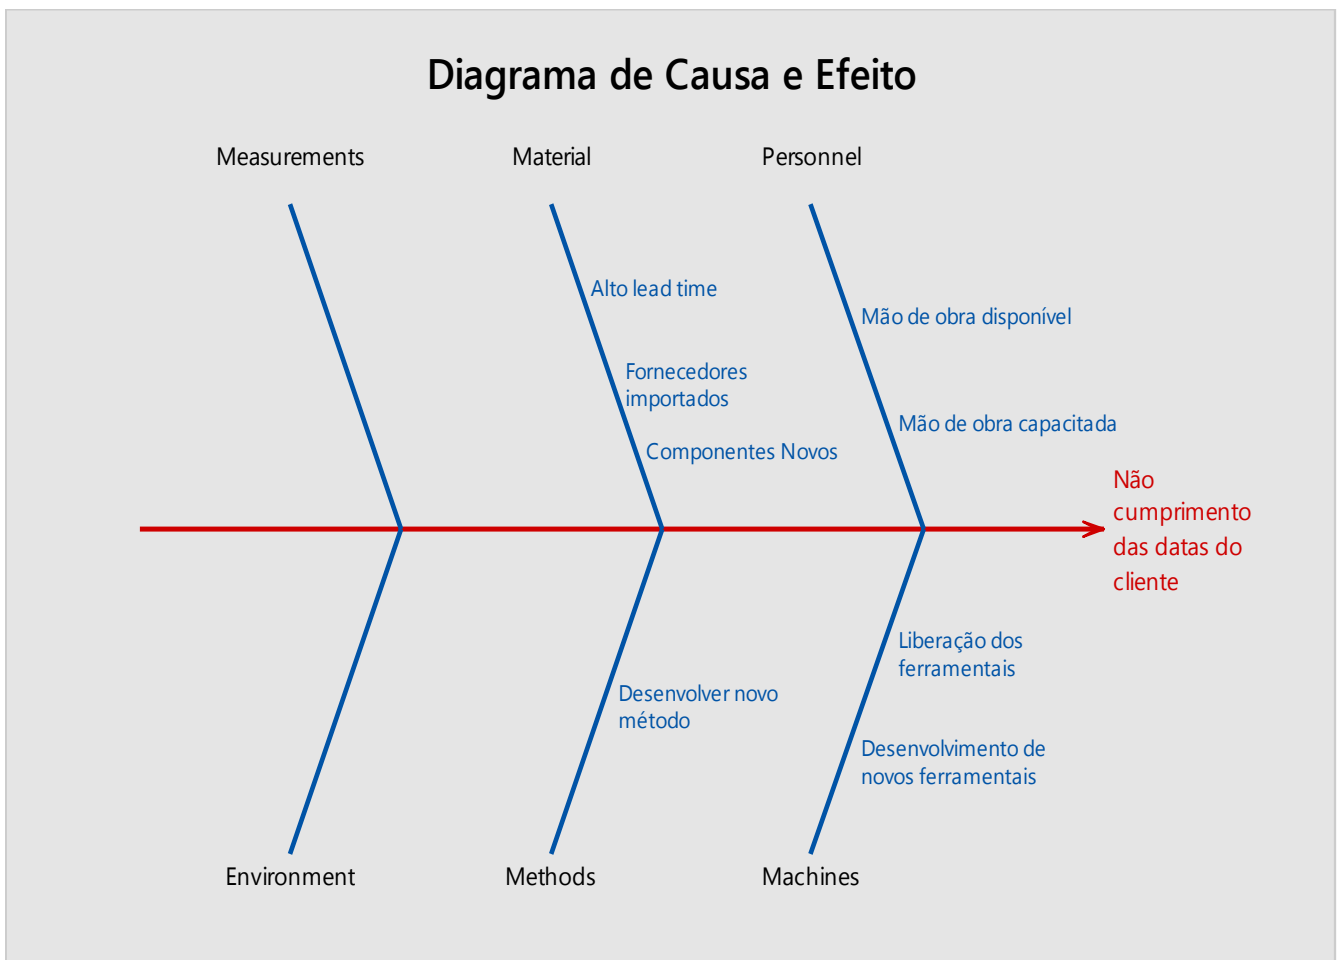 Diagrama de Causa e Efeito
Measurements
Material
Personnel
Alto lead time
Mão de obra disponível
Fornecedores
importados
Mão de obra capacitada
Componentes Novos
Não
cumprimento
das datas do
cliente
Liberação dos
ferramentais
Desenvolver novo
método
Desenvolvimento de
novos ferramentais
Environment
Methods
Machines